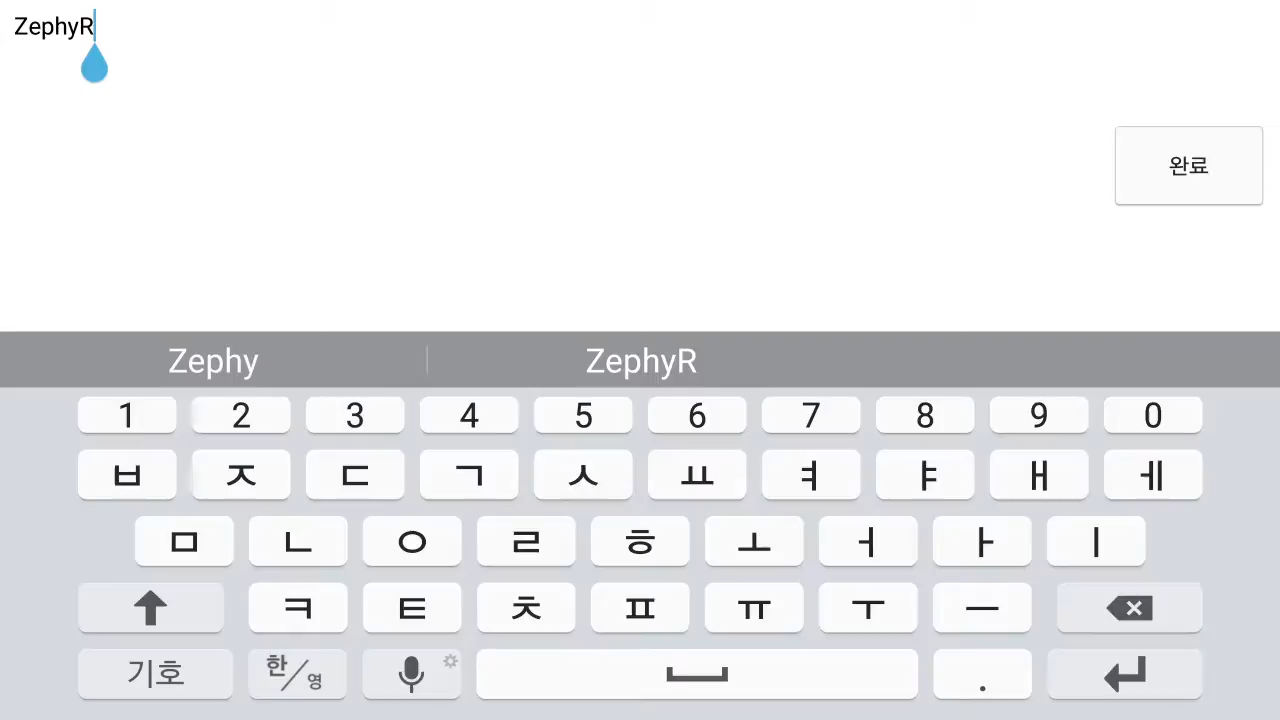 ZephyR
완료
Zephy ZephyR
1 2 3 4 5 6 7 8 9 0
ㅂ ㅈ ㄷ ㄱ ㅅ ㅛ ㅕ ㅑ ㅐ ㅔ
ㅁ ㄴ ㅇ ㄹ ㅎ ㅗ ㅓ ㅏ ㅣ
ㅋ ㅌ ㅊ ㅍ ㅠ ㅜ ㅡ
기호 한/영 .